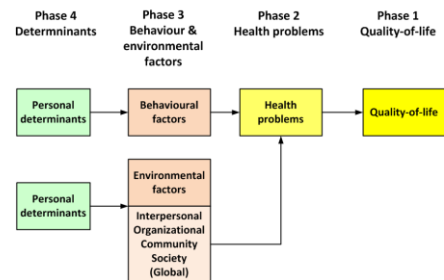 Phase 4
Determninants
Phase 3
Behaviour &
environmental
factors
Phase 2
Health problems
Phase 1
Quality-of-life
Personal
determinants
Behavioural
factors
Health
problems
Quality-of-life
Personal
determinants
Environmental
factors
Interpersonal
Organizational
Community
Society
(Global)